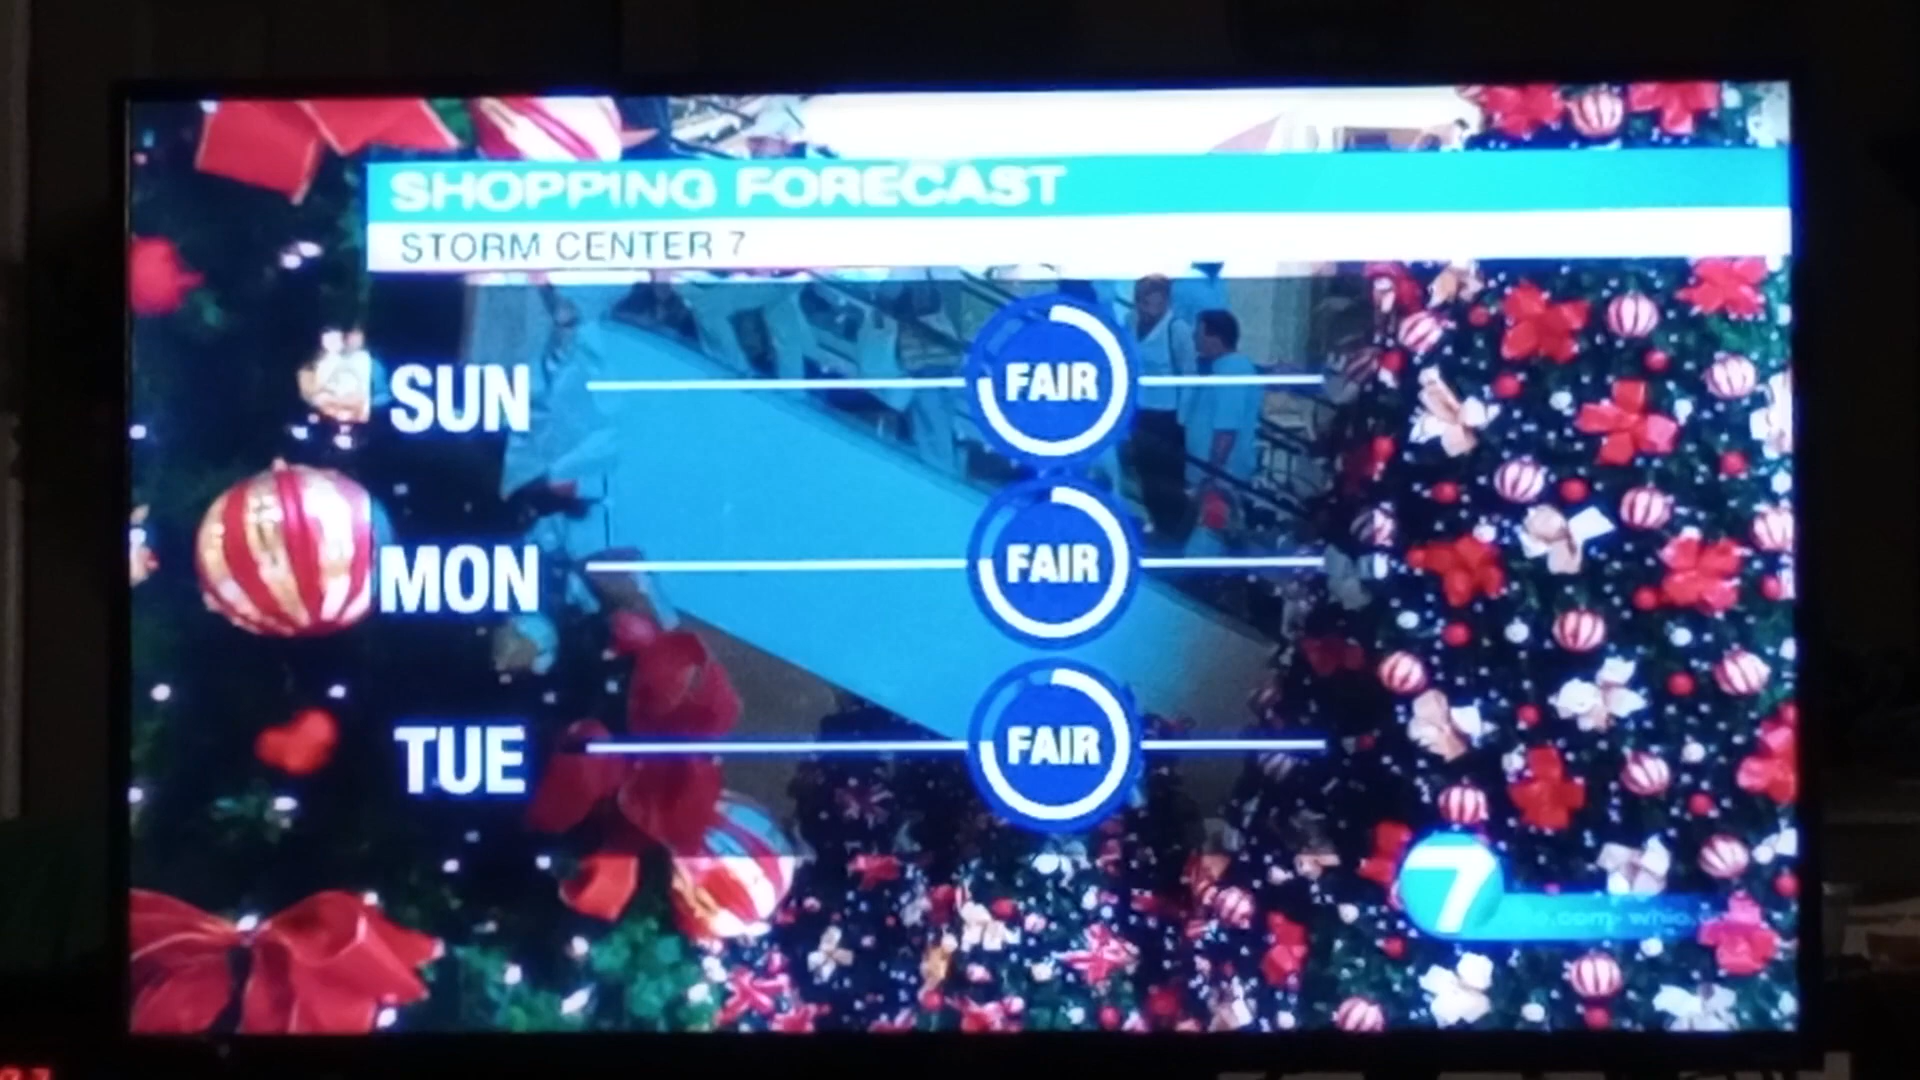 SHOPPING FORECAST
STORM CENTER 7
SUN FAIR
MON FAIR
TUE FAIR
7